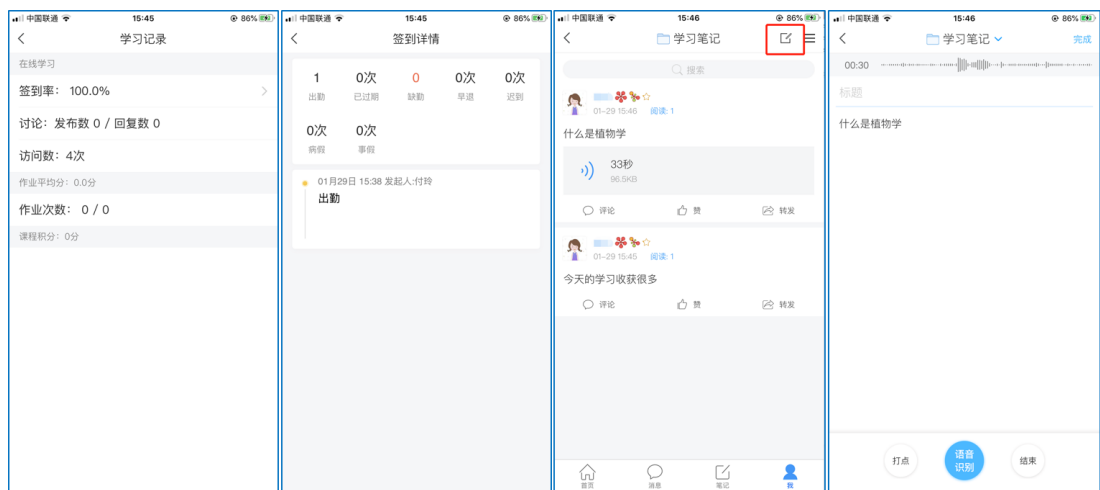 中国联通 15:45 86%
学习记录
在线学习
签到率： 100.0%
讨论：发布数 0 / 回复数 0
访问数：4次
作业平均分：0.0分
作业次数： 0 / 0
课程积分：0分
中国联通 15:45 86%
签到详情
1 0次 0 0次 0次
出勤 已过期 缺勤 早退 迟到
0次 0次
病假 事假
01月29日 15:38 发起人:付玲
出勤
中国联通 15:46 86%
学习笔记
搜索
01-29 15:46 阅读: 1
什么是植物学
33秒
96.5KB
评论 赞 转发
01-29 15:45 阅读: 1
今天的学习收获很多
评论 赞 转发
首页 消息 笔记 我
中国联通 15:46 86%
学习笔记 完成
00:30
标题
什么是植物学
打点 语音 结束
识别